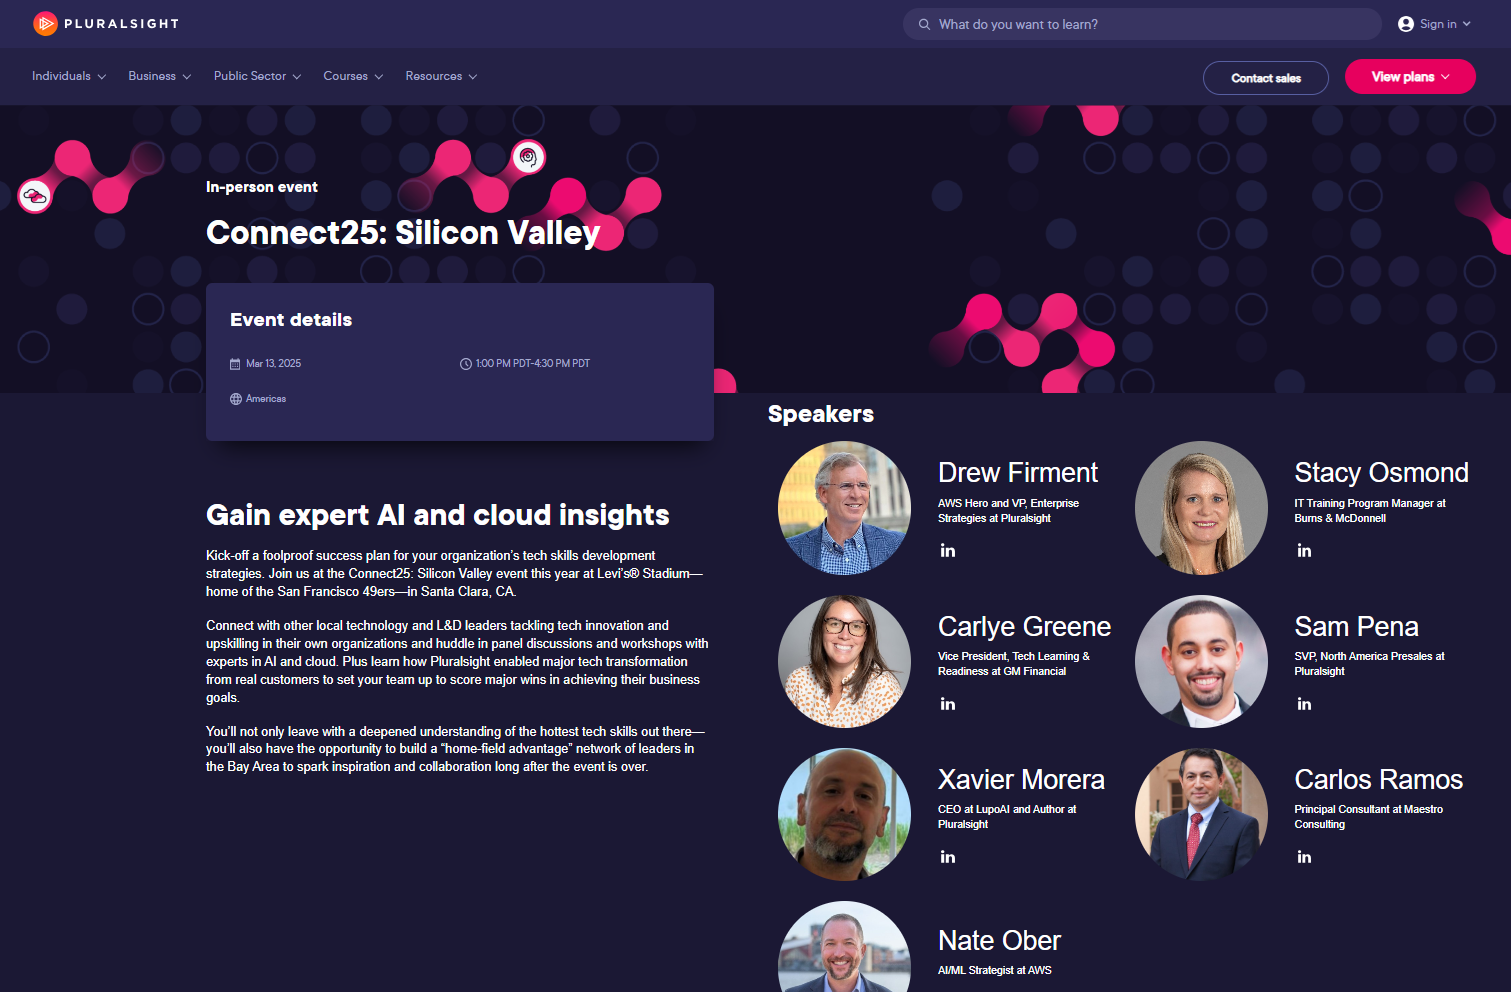 PLURALSIGHT
What do you want to learn?
Sign in
Individuals
Business
Public Sector
Courses
Resources
Contact sales
View plans
In-person event
Connect25: Silicon Valley
Event details
Mar 13, 2025
1:00 PM PDT-4:30 PM PDT
Americas
Gain expert AI and cloud insights
Kick-off a foolproof success plan for your organization’s tech skills development
strategies. Join us at the Connect25: Silicon Valley event this year at Levi’s® Stadium—
home of the San Francisco 49ers—in Santa Clara, CA.
Connect with other local technology and L&D leaders tackling tech innovation and
upskilling in their own organizations and huddle in panel discussions and workshops with
experts in AI and cloud. Plus learn how Pluralsight enabled major tech transformation
from real customers to set your team up to score major wins in achieving their business
goals.
You’ll not only leave with a deepened understanding of the hottest tech skills out there—
you’ll also have the opportunity to build a “home-field advantage” network of leaders in
the Bay Area to spark inspiration and collaboration long after the event is over.
Speakers
Drew Firment
AWS Hero and VP, Enterprise
Strategies at Pluralsight
in
Stacy Osmond
IT Training Program Manager at
Burns & McDonnell
in
Carlye Greene
Vice President, Tech Learning &
Readiness at GM Financial
in
Sam Pena
SVP, North America Presales at
Pluralsight
in
Xavier Morera
CEO at LupoAI and Author at
Pluralsight
in
Carlos Ramos
Principal Consultant at Maestro
Consulting
in
Nate Ober
AI/ML Strategist at AWS